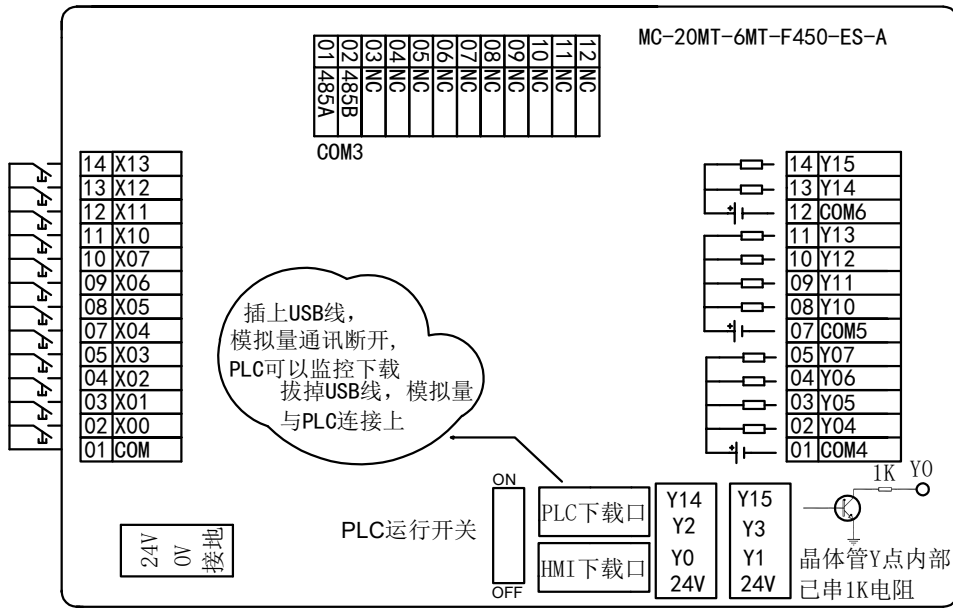 MC-20MT-6MT-F450-ES-A
01 485A
02 485B
03 NC
04 NC
05 NC
06 NC
07 NC
08 NC
09 NC
10 NC
11 NC
12 NC
COM3
14 X13
13 X12
12 X11
11 X10
10 X07
09 X06
08 X05
07 X04
05 X03
04 X02
03 X01
02 X00
01 COM
14 Y15
13 Y14
12 COM6
11 Y13
10 Y12
09 Y11
08 Y10
07 COM5
05 Y07
04 Y06
03 Y05
02 Y04
01 COM4
插上USB线，
模拟量通讯断开，
PLC可以监控下载
拔掉USB线，模拟量
与PLC连接上
24V
0V
接地
PLC运行开关
ON
OFF
PLC下载口
HMI下载口
Y14
Y2
Y0
24V
Y15
Y3
Y1
24V
1K Y0
晶体管Y点内部
已串1K电阻